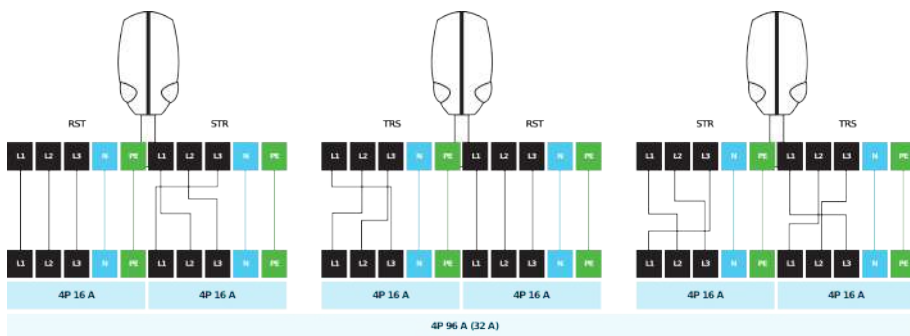 RST STR TRS RST STR TRS
L1 L2 L3 N PE L1 L2 L3 N PE L1 L2 L3 N PE L1 L2 L3 N PE L1 L2 L3 N PE L1 L2 L3 N PE
L1 L2 L3 N PE L1 L2 L3 N PE L1 L2 L3 N PE L1 L2 L3 N PE L1 L2 L3 N PE L1 L2 L3 N PE
4P 16 A 4P 16 A 4P 16 A 4P 16 A 4P 16 A 4P 16 A
4P 96 A (32 A)